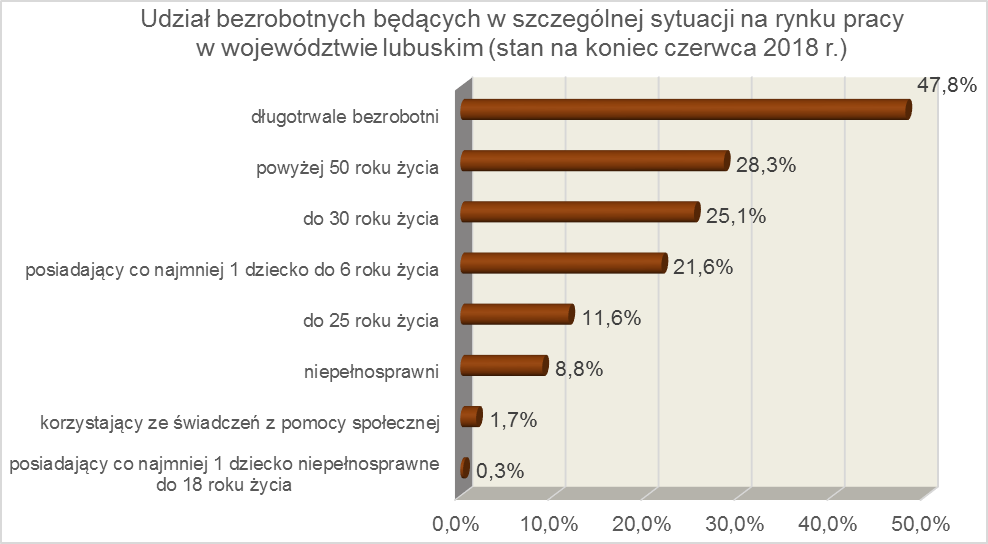 Udział bezrobotnych będących w szczególnej sytuacji na rynku pracy
w województwie lubuskim (stan na koniec czerwca 2018 r.)
długotrwale bezrobotni 47,8%
powyżej 50 roku życia 28,3%
do 30 roku życia 25,1%
posiadający co najmniej 1 dziecko do 6 roku życia 21,6%
do 25 roku życia 11,6%
niepełnosprawni 8,8%
korzystający ze świadczeń z pomocy społecznej 1,7%
posiadający co najmniej 1 dziecko niepełnosprawne
do 18 roku życia 0,3%
0,0% 10,0% 20,0% 30,0% 40,0% 50,0%